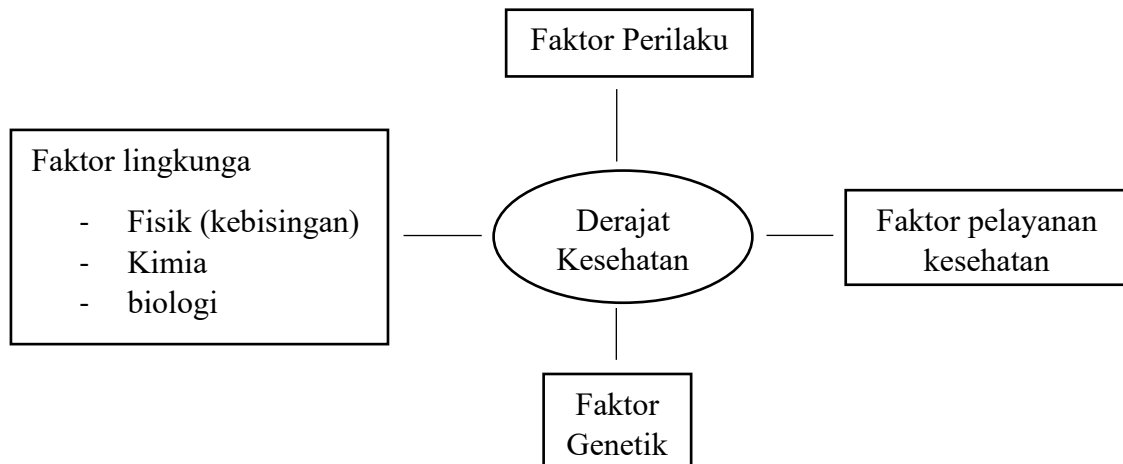 Faktor Perilaku
Faktor lingkunga
- Fisik (kebisingan)
- Kimia
- biologi
Derajat
Kesehatan
Faktor pelayanan
kesehatan
Faktor
Genetik